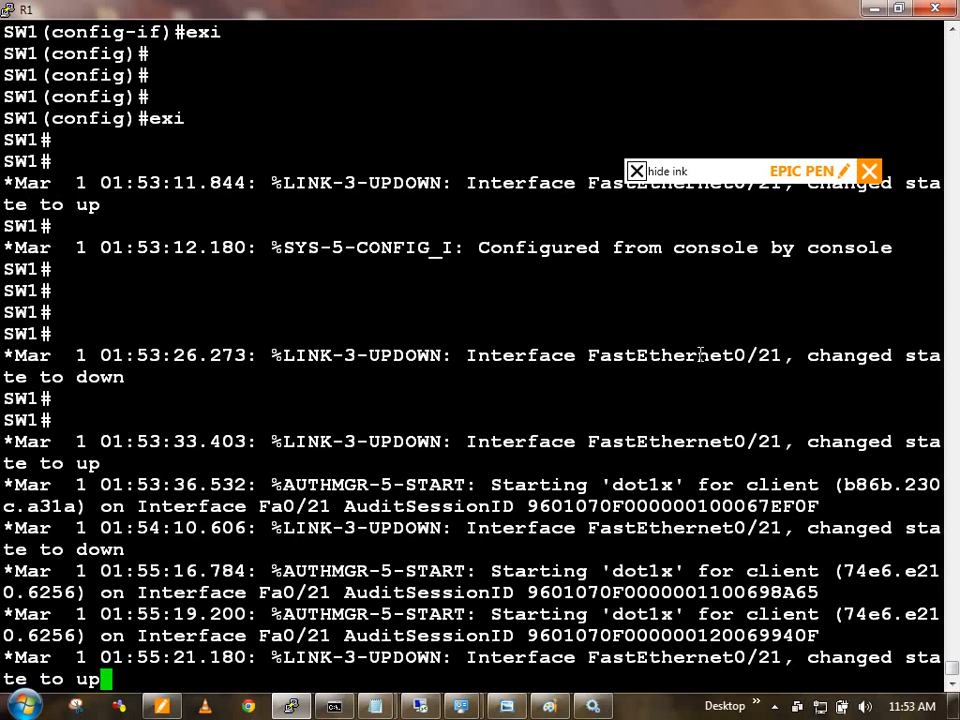 R1
SW1(config-if)#exi
SW1(config)#
SW1(config)#
SW1(config)#
SW1(config)#exi
SW1#
SW1#
hide ink EPIC PEN
*Mar  1 01:53:11.844: %LINK-3-UPDOWN: Interface FastEthernet0/21, changed sta
te to up
SW1#
*Mar  1 01:53:12.180: %SYS-5-CONFIG_I: Configured from console by console
SW1#
SW1#
SW1#
SW1#
*Mar  1 01:53:26.273: %LINK-3-UPDOWN: Interface FastEthernet0/21, changed sta
te to down
SW1#
SW1#
*Mar  1 01:53:33.403: %LINK-3-UPDOWN: Interface FastEthernet0/21, changed sta
te to up
*Mar  1 01:53:36.532: %AUTHMGR-5-START: Starting 'dot1x' for client (b86b.230
c.a31a) on Interface Fa0/21 AuditSessionID 9601070F000000100067EF0F
*Mar  1 01:54:10.606: %LINK-3-UPDOWN: Interface FastEthernet0/21, changed sta
te to down
*Mar  1 01:55:16.784: %AUTHMGR-5-START: Starting 'dot1x' for client (74e6.e21
0.6256) on Interface Fa0/21 AuditSessionID 9601070F0000001100698A65
*Mar  1 01:55:19.200: %AUTHMGR-5-START: Starting 'dot1x' for client (74e6.e21
0.6256) on Interface Fa0/21 AuditSessionID 9601070F000000120069940F
*Mar  1 01:55:21.180: %LINK-3-UPDOWN: Interface FastEthernet0/21, changed sta
te to up
Desktop » 11:53 AM